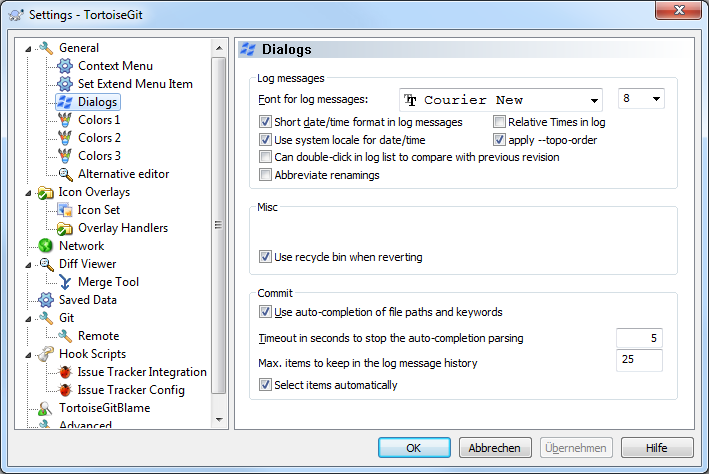 Settings - TortoiseGit
General
Context Menu
Set Extend Menu Item
Dialogs
Colors 1
Colors 2
Colors 3
Alternative editor
Icon Overlays
Icon Set
Overlay Handlers
Network
Diff Viewer
Merge Tool
Saved Data
Git
Remote
Hook Scripts
Issue Tracker Integration
Issue Tracker Config
TortoiseGitBlame
Advanced
Dialogs
Log messages
Font for log messages: Courier New 8
Short date/time format in log messages Relative Times in log
Use system locale for date/time apply --topo-order
Can double-click in log list to compare with previous revision
Abbreviate renamings
Misc
Use recycle bin when reverting
Commit
Use auto-completion of file paths and keywords
Timeout in seconds to stop the auto-completion parsing 5
Max. items to keep in the log message history 25
Select items automatically
OK Abbrechen Übernehmen Hilfe